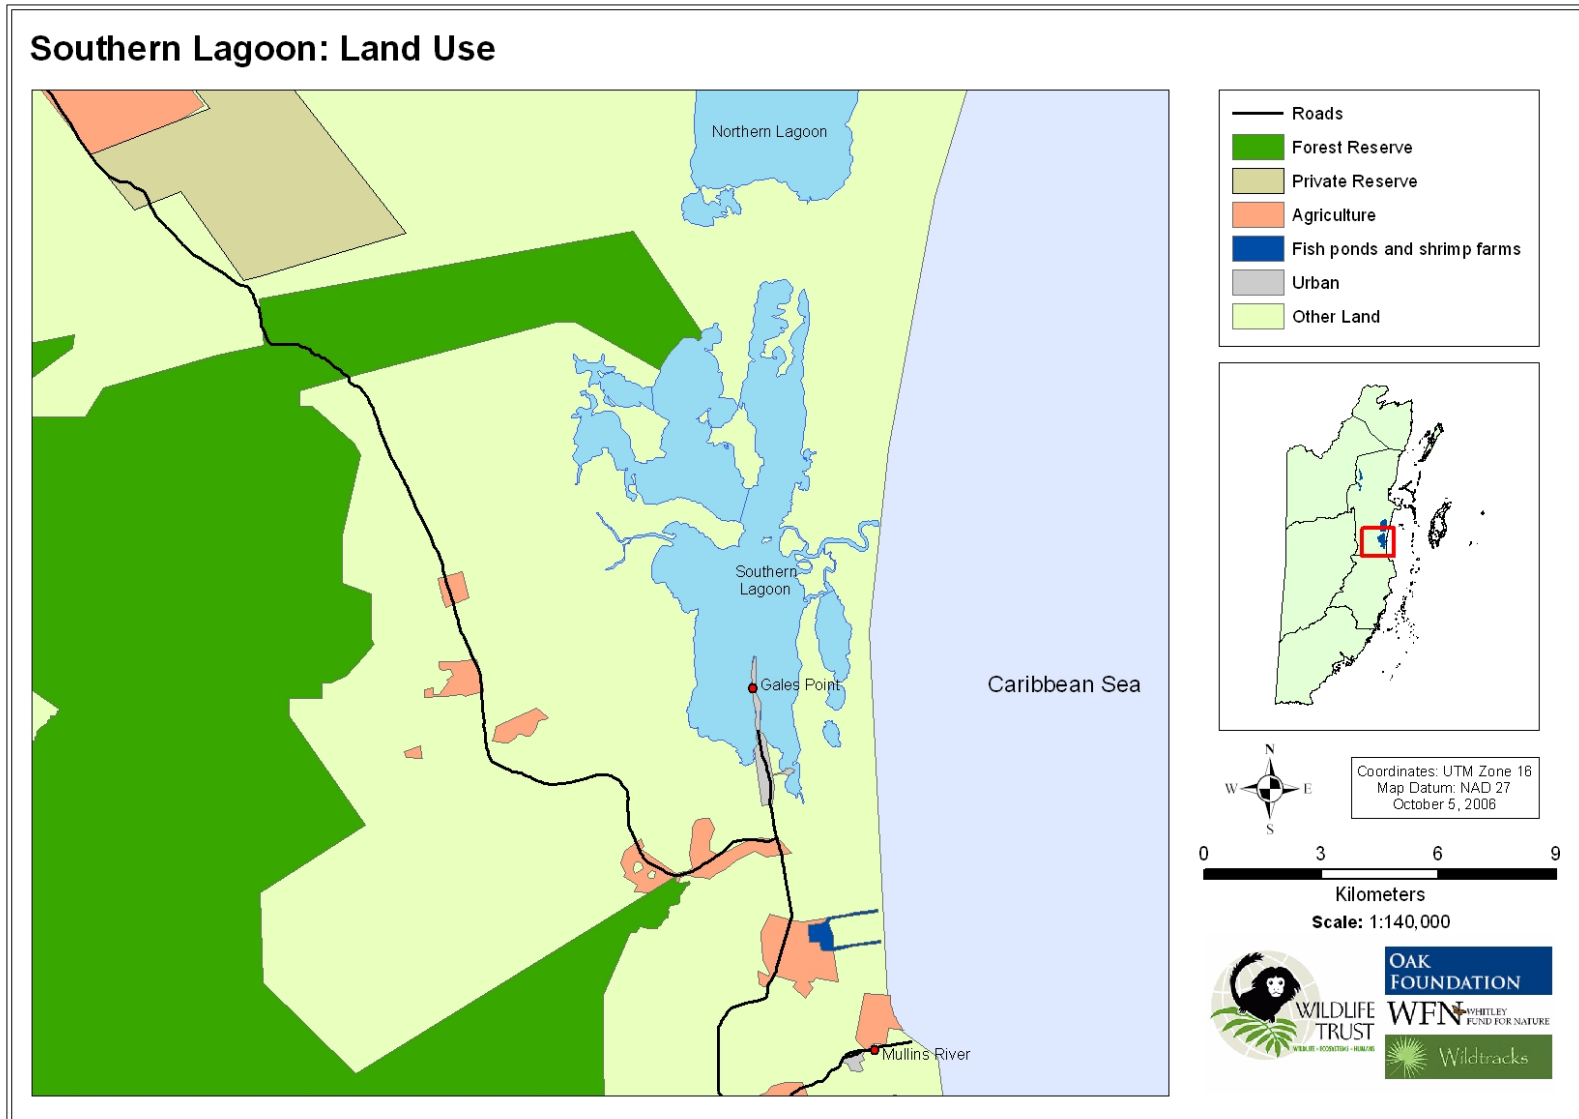 Southern Lagoon: Land Use
Northern Lagoon
Southern
Lagoon
Gales Point
Caribbean Sea
Mullins River
Roads
Forest Reserve
Private Reserve
Agriculture
Fish ponds and shrimp farms
Urban
Other Land
N
W
E
S
Coordinates: UTM Zone 16
Map Datum: NAD 27
October 5, 2006
0 3 6 9
Kilometers
Scale: 1:140,000
WILDLIFE
TRUST
WILDLIFE - ECOSYSTEMS - HUMANS
OAK
FOUNDATION
WFN WHITLEY
FUND FOR NATURE
Wildtracks